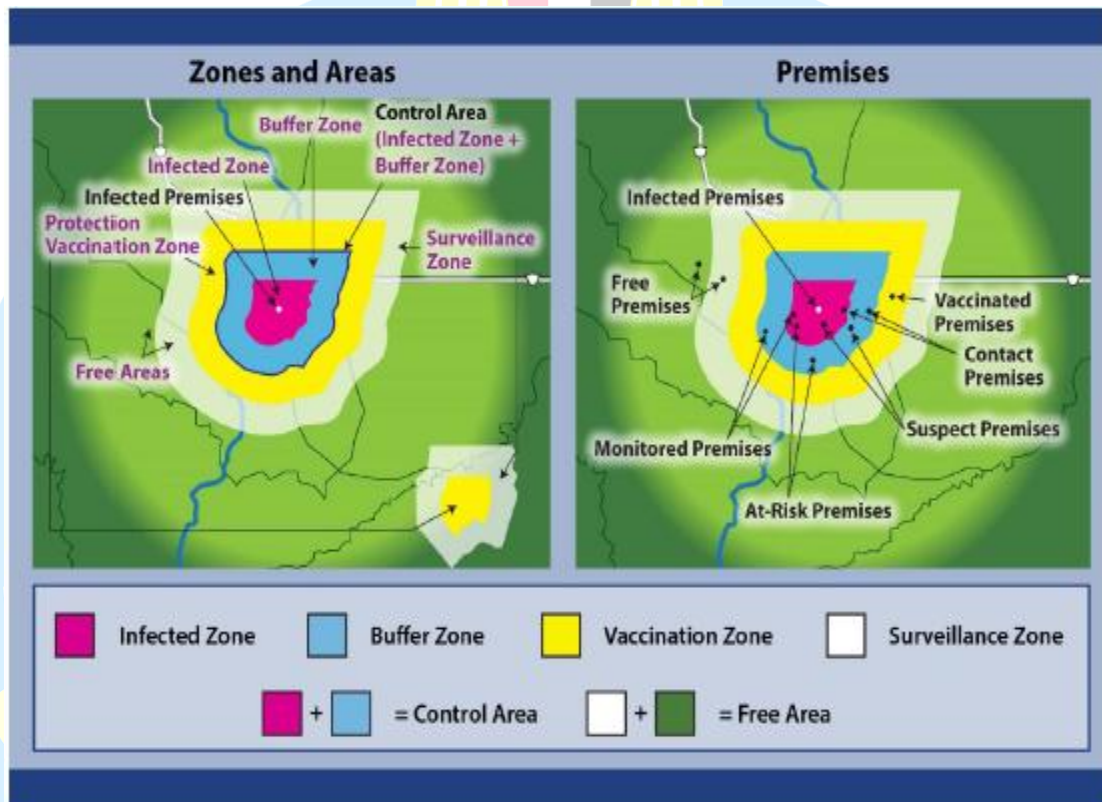 Zones and Areas
Buffer Zone
Control Area
(Infected Zone +
Buffer Zone)
Infected Zone
Infected Premises
Protection
Vaccination Zone
Surveillance
Zone
Free Areas
Premises
Infected Premises
Free
Premises
Vaccinated
Premises
Contact
Premises
Suspect Premises
Monitored Premises
At-Risk Premises
Infected Zone
Buffer Zone
Vaccination Zone
Surveillance Zone
+ = Control Area
+ = Free Area